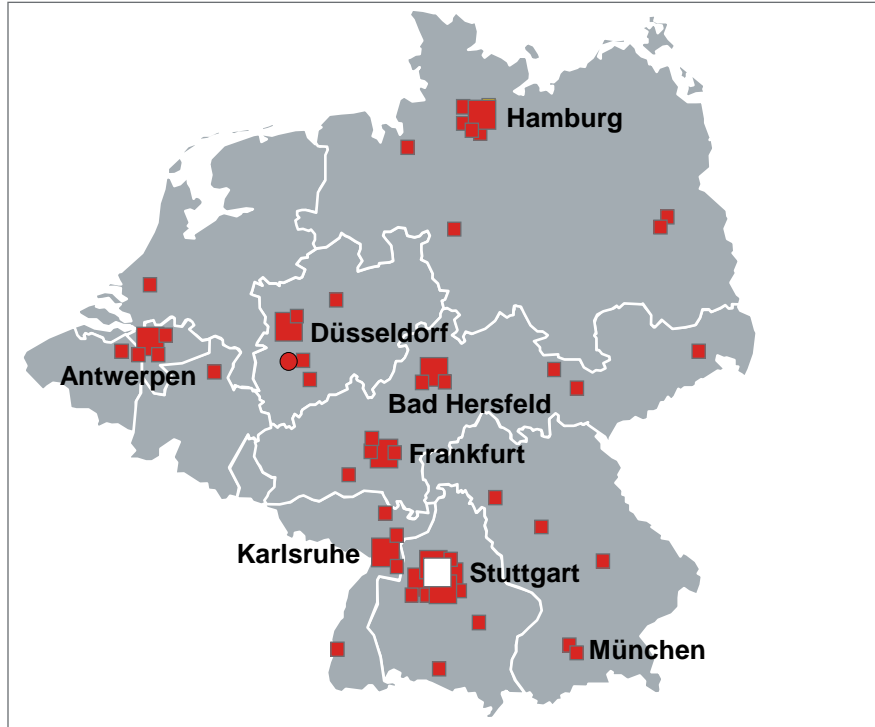 Hamburg
Düsseldorf
Antwerpen
Bad Hersfeld
Frankfurt
Karlsruhe
Stuttgart
München